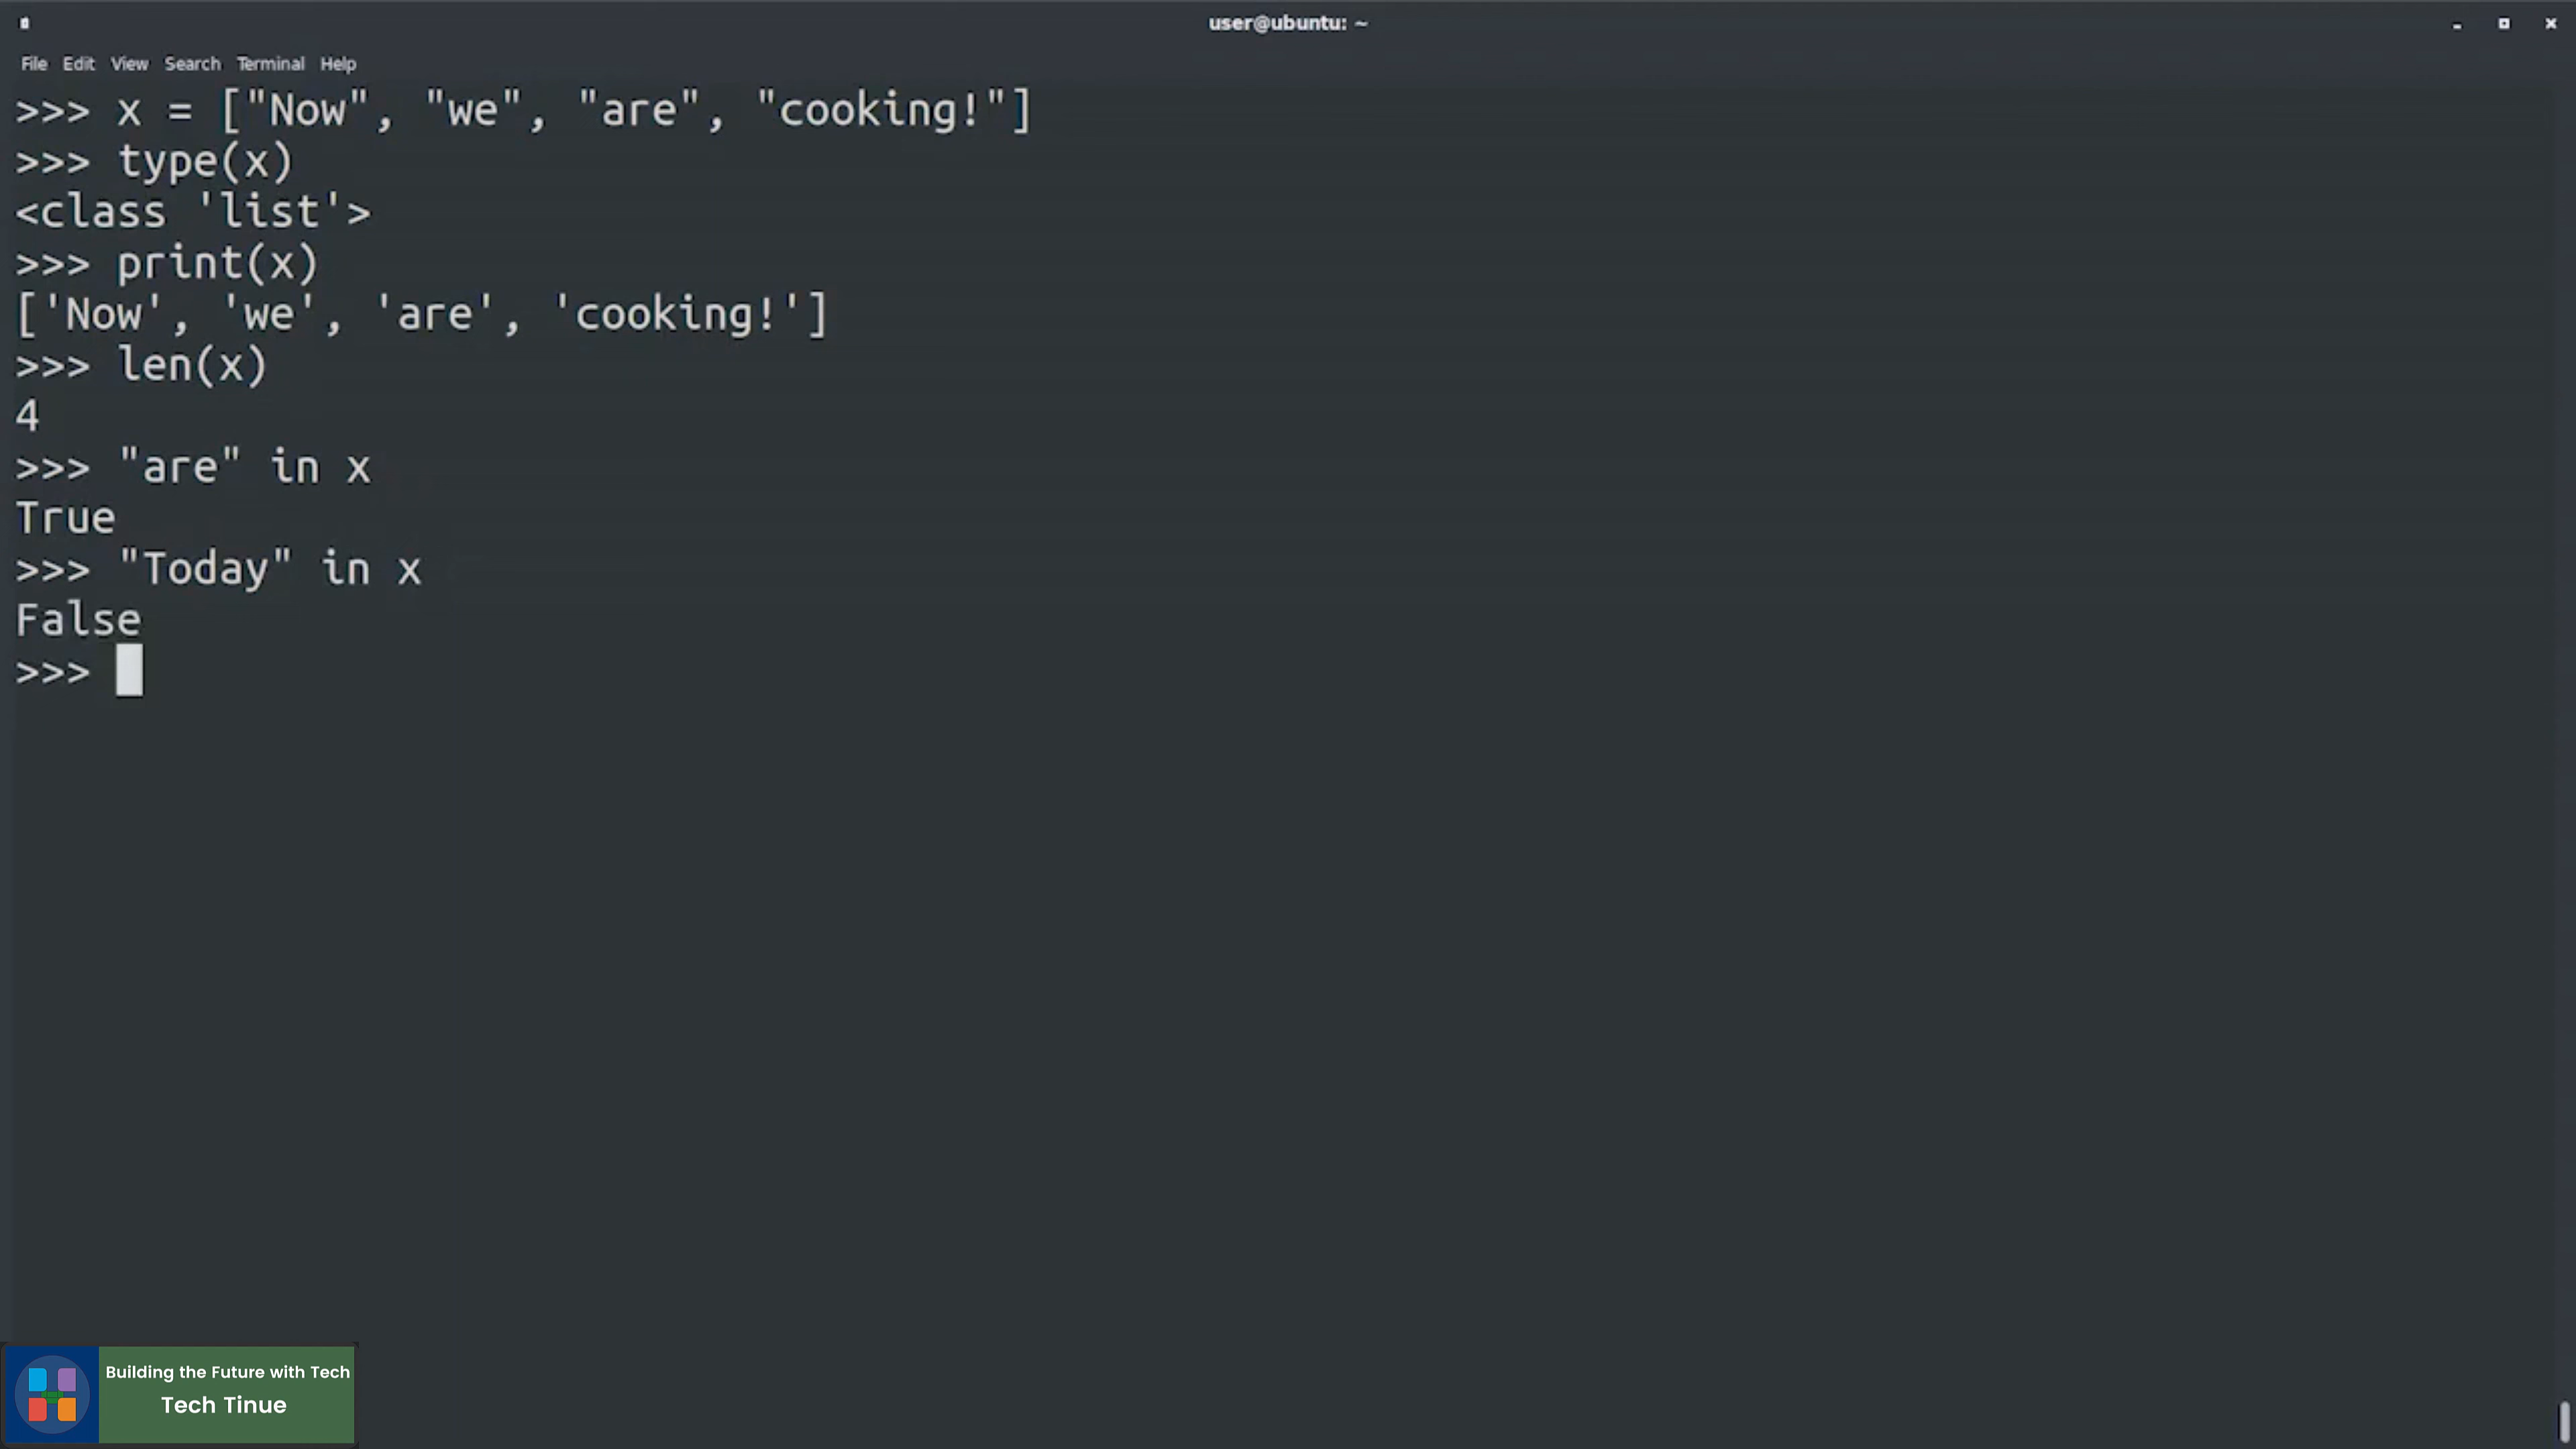 user@ubuntu: ~
File Edit View Search Terminal Help
>>> x = ["Now", "we", "are", "cooking!"]
>>> type(x)
<class 'list'>
>>> print(x)
['Now', 'we', 'are', 'cooking!']
>>> len(x)
4
>>> "are" in x
True
>>> "Today" in x
False
>>>
Building the Future with Tech
Tech Tinue